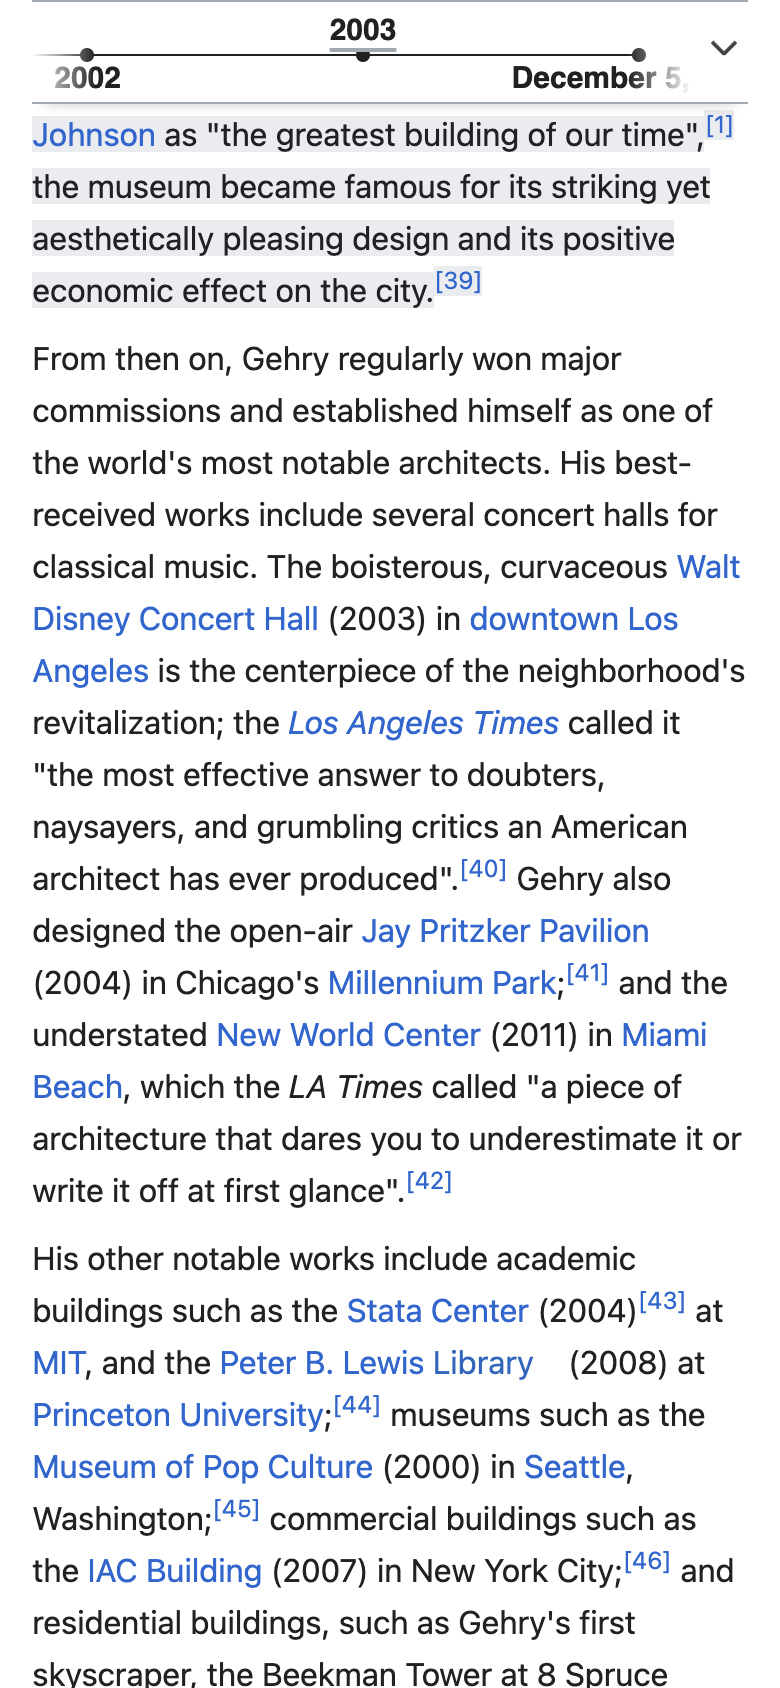 2003
2002
December 5,
Johnson as "the greatest building of our time",[1]
the museum became famous for its striking yet
aesthetically pleasing design and its positive
economic effect on the city.[39]
From then on, Gehry regularly won major
commissions and established himself as one of
the world's most notable architects. His best-
received works include several concert halls for
classical music. The boisterous, curvaceous Walt
Disney Concert Hall (2003) in downtown Los
Angeles is the centerpiece of the neighborhood's
revitalization; the Los Angeles Times called it
"the most effective answer to doubters,
naysayers, and grumbling critics an American
architect has ever produced".[40] Gehry also
designed the open-air Jay Pritzker Pavilion
(2004) in Chicago's Millennium Park;[41] and the
understated New World Center (2011) in Miami
Beach, which the LA Times called "a piece of
architecture that dares you to underestimate it or
write it off at first glance".[42]
His other notable works include academic
buildings such as the Stata Center (2004)[43] at
MIT, and the Peter B. Lewis Library (2008) at
Princeton University;[44] museums such as the
Museum of Pop Culture (2000) in Seattle,
Washington;[45] commercial buildings such as
the IAC Building (2007) in New York City;[46] and
residential buildings, such as Gehry's first
skyscraper, the Beekman Tower at 8 Spruce